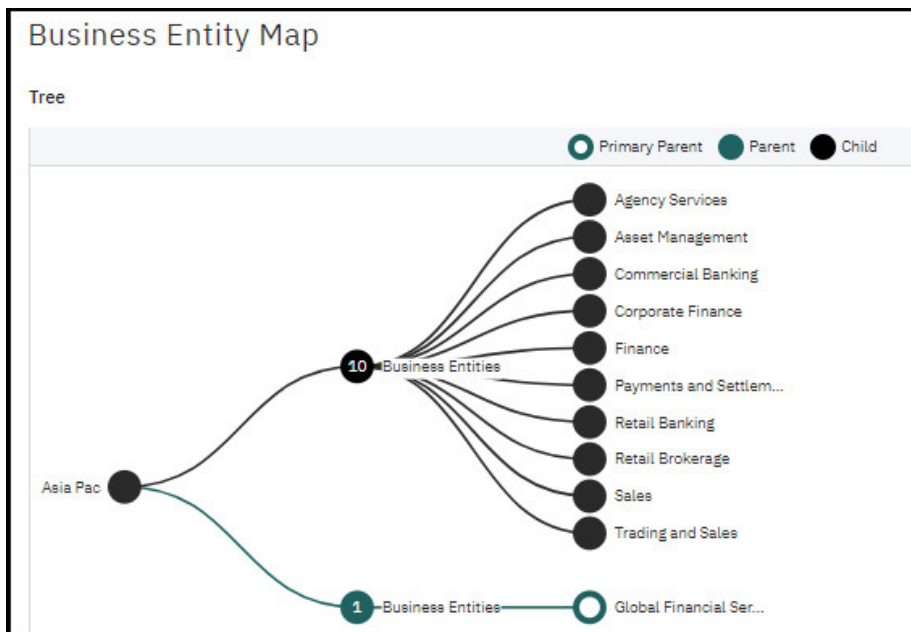 Business Entity Map
Tree
Primary Parent Parent Child
Agency Services
Asset Management
Commercial Banking
Corporate Finance
Finance
10 Business Entities
Payments and Settlem...
Retail Banking
Retail Brokerage
Asia Pac
Sales
Trading and Sales
1 Business Entities Global Financial Ser...